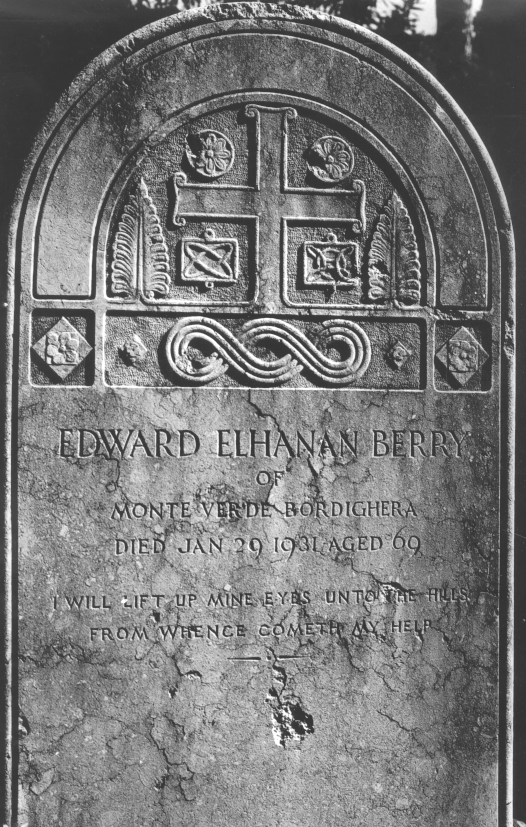 EDWARD ELHANAN BERRY
OF
MONTE VERDE BORDIGHERA
DIED JAN 29 1931 AGED 69
I WILL LIFT UP MINE EYES UNTO THE HILLS
FROM WHENCE COMETH MY HELP